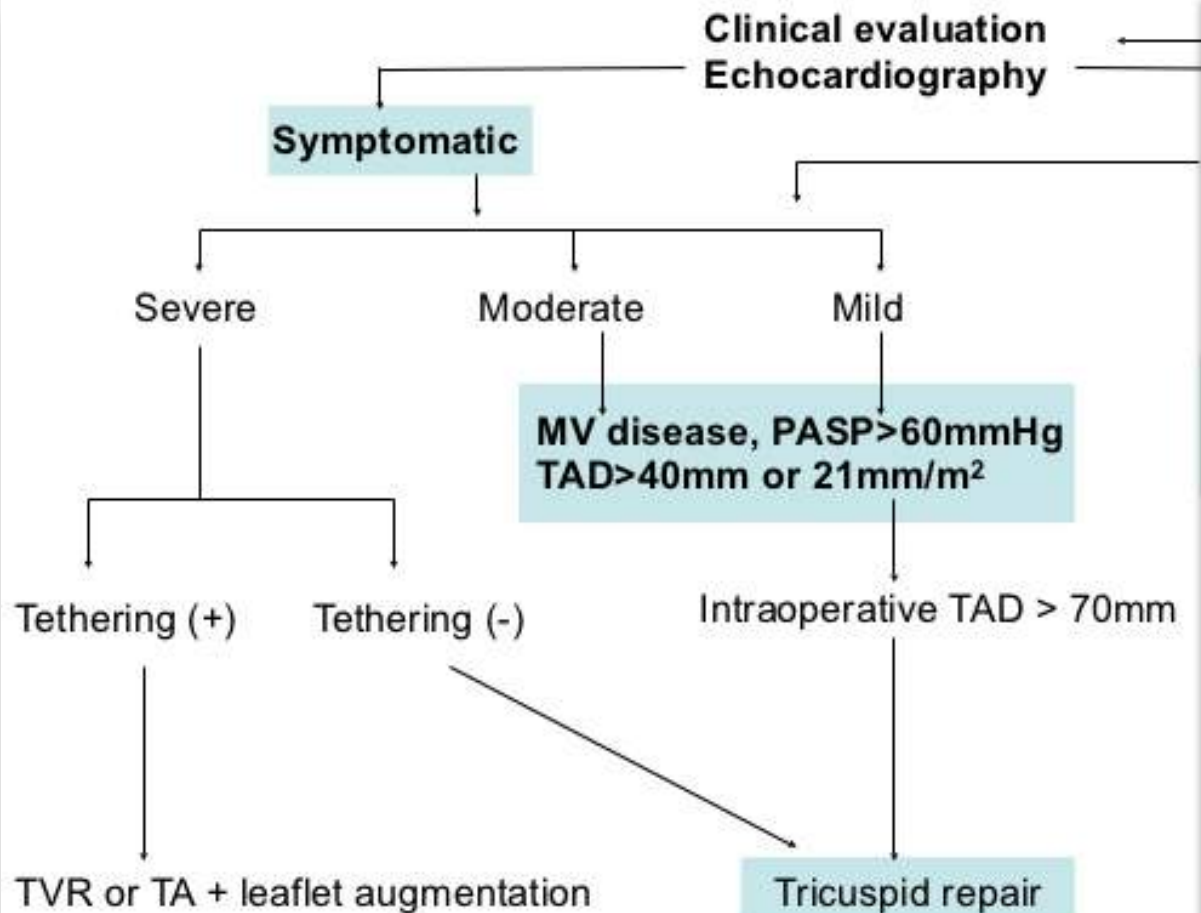 Clinical evaluation
Echocardiography
Symptomatic
Severe
Moderate
Mild
MV disease, PASP>60mmHg
TAD>40mm or 21mm/m²
Tethering (+)
Tethering (-)
Intraoperative TAD > 70mm
TVR or TA + leaflet augmentation
Tricuspid repair